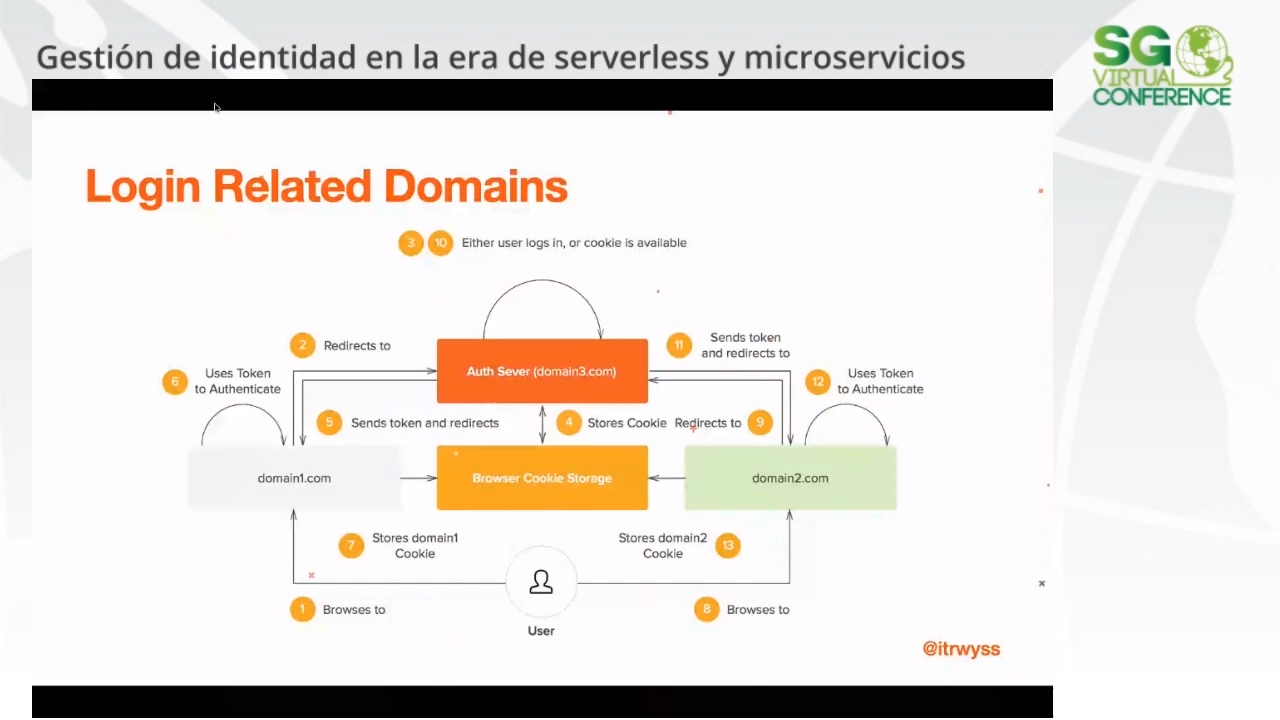 Gestión de identidad en la era de serverless y microservicios
SG
VIRTUAL
CONFERENCE
Login Related Domains
3 10 Either user logs in, or cookie is available
2 Redirects to
11 Sends token
and redirects to
6 Uses Token
to Authenticate
Auth Sever (domain3.com)
12 Uses Token
to Authenticate
5 Sends token and redirects
4 Stores Cookie
Redirects to 9
domain1.com
Browser Cookie Storage
domain2.com
7 Stores domain1
Cookie
Stores domain2
Cookie 13
1 Browses to
8 Browses to
User
@itrwyss